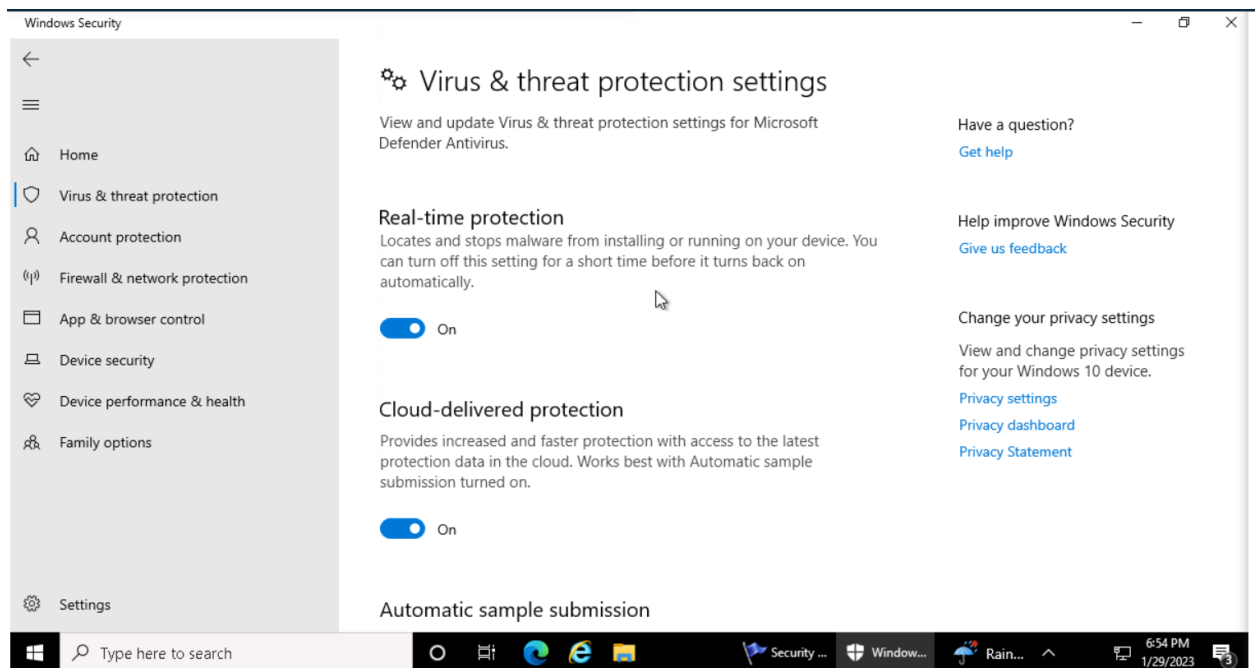 Windows Security
Home
Virus & threat protection
Account protection
Firewall & network protection
App & browser control
Device security
Device performance & health
Family options
Settings
Virus & threat protection settings
View and update Virus & threat protection settings for Microsoft
Defender Antivirus.
Real-time protection
Locates and stops malware from installing or running on your device. You
can turn off this setting for a short time before it turns back on
automatically.
On
Cloud-delivered protection
Provides increased and faster protection with access to the latest
protection data in the cloud. Works best with Automatic sample
submission turned on.
On
Automatic sample submission
Have a question?
Get help
Help improve Windows Security
Give us feedback
Change your privacy settings
View and change privacy settings
for your Windows 10 device.
Privacy settings
Privacy dashboard
Privacy Statement
Type here to search
Security ...
Window...
Rain...
6:54 PM
1/29/2023
3